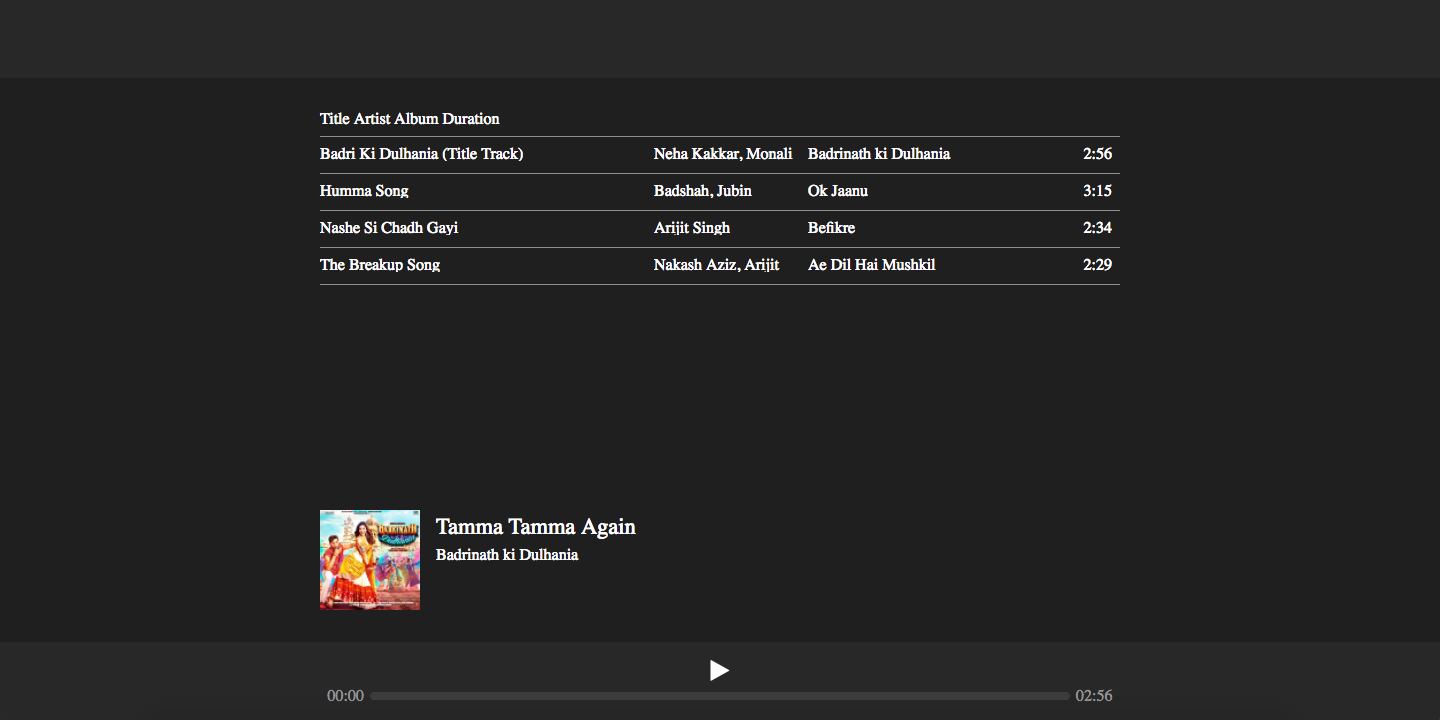 Title Artist Album Duration
Badri Ki Dulhania (Title Track) Neha Kakkar, Monali Badrinath ki Dulhania 2:56
Humma Song Badshah, Jubin Ok Jaanu 3:15
Nashe Si Chadh Gayi Arijit Singh Befikre 2:34
The Breakup Song Nakash Aziz, Arijit Ae Dil Hai Mushkil 2:29
Tamma Tamma Again
Badrinath ki Dulhania
00:00 02:56